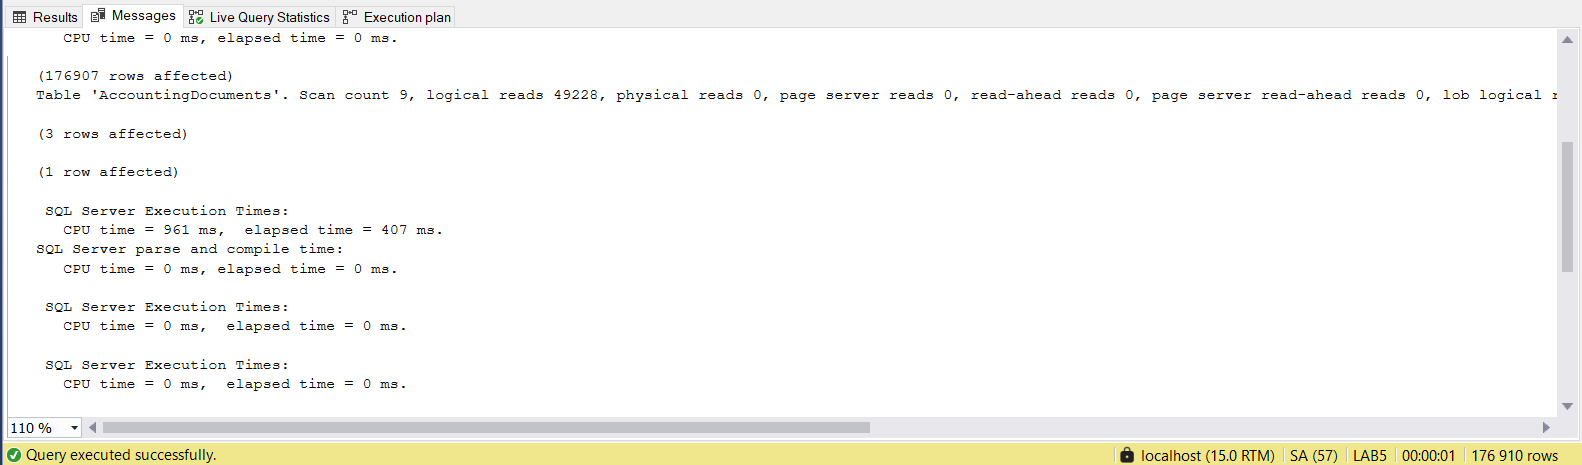 Results Messages Live Query Statistics Execution plan
CPU time = 0 ms, elapsed time = 0 ms.
(176907 rows affected)
Table 'AccountingDocuments'. Scan count 9, logical reads 49228, physical reads 0, page server reads 0, read-ahead reads 0, page server read-ahead reads 0, lob logical
(3 rows affected)
(1 row affected)
SQL Server Execution Times:
CPU time = 961 ms,  elapsed time = 407 ms.
SQL Server parse and compile time:
CPU time = 0 ms, elapsed time = 0 ms.
SQL Server Execution Times:
CPU time = 0 ms,  elapsed time = 0 ms.
SQL Server Execution Times:
CPU time = 0 ms,  elapsed time = 0 ms.
110 %
Query executed successfully. localhost (15.0 RTM) SA (57) LAB5 00:00:01 176 910 rows